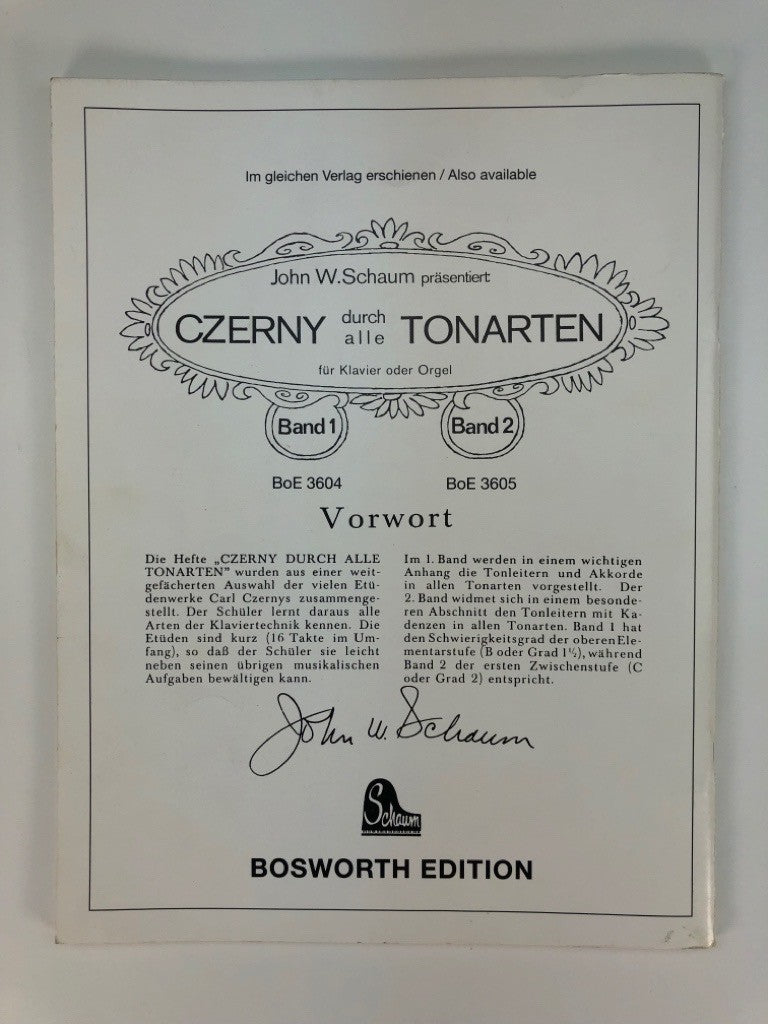 Im gleichen Verlag erschienen / Also available
John W.Schaum präsentiert
CZERNY durch alle TONARTEN
für Klavier oder Orgel
Band 1
Band 2
BoE 3604
BoE 3605
Vorwort
Die Hefte „CZERNY DURCH ALLE
TONARTEN" wurden aus einer weit-
gefächerten Auswahl der vielen Etü-
denwerke Carl Czernys zusammenge-
stellt. Der Schüler lernt daraus alle
Arten der Klaviertechnik kennen. Die
Etüden sind kurz (16 Takte im Um-
fang), so daß der Schüler sie leicht
neben seinen übrigen musikalischen
Aufgaben bewältigen kann.
Im 1. Band werden in einem wichtigen
Anhang die Tonleitern und Akkorde
in allen Tonarten vorgestellt. Der
2. Band widmet sich in einem besonde-
ren Abschnitt den Tonleitern mit Ka-
denzen in allen Tonarten. Band 1 hat
den Schwierigkeitsgrad der oberen Ele-
mentarstufe (B oder Grad 1½), während
Band 2 der ersten Zwischenstufe (C
oder Grad 2) entspricht.
John W. Schaum
Schaum
BOSWORTH EDITION